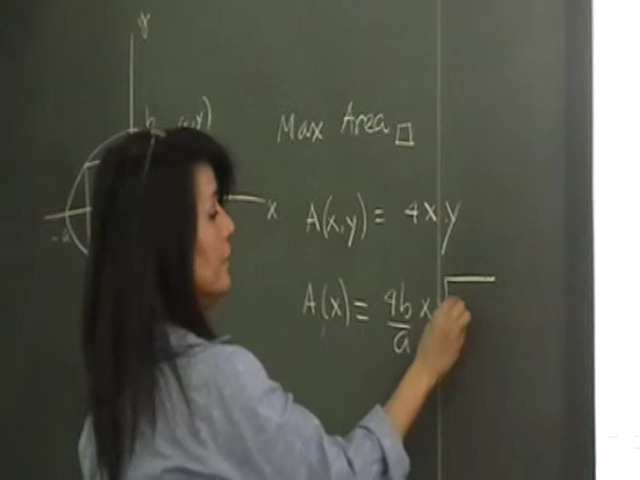 y
b (x,y)
Max Area □
x
-a
A(x,y) = 4xy
A(x) = 4b/a x√